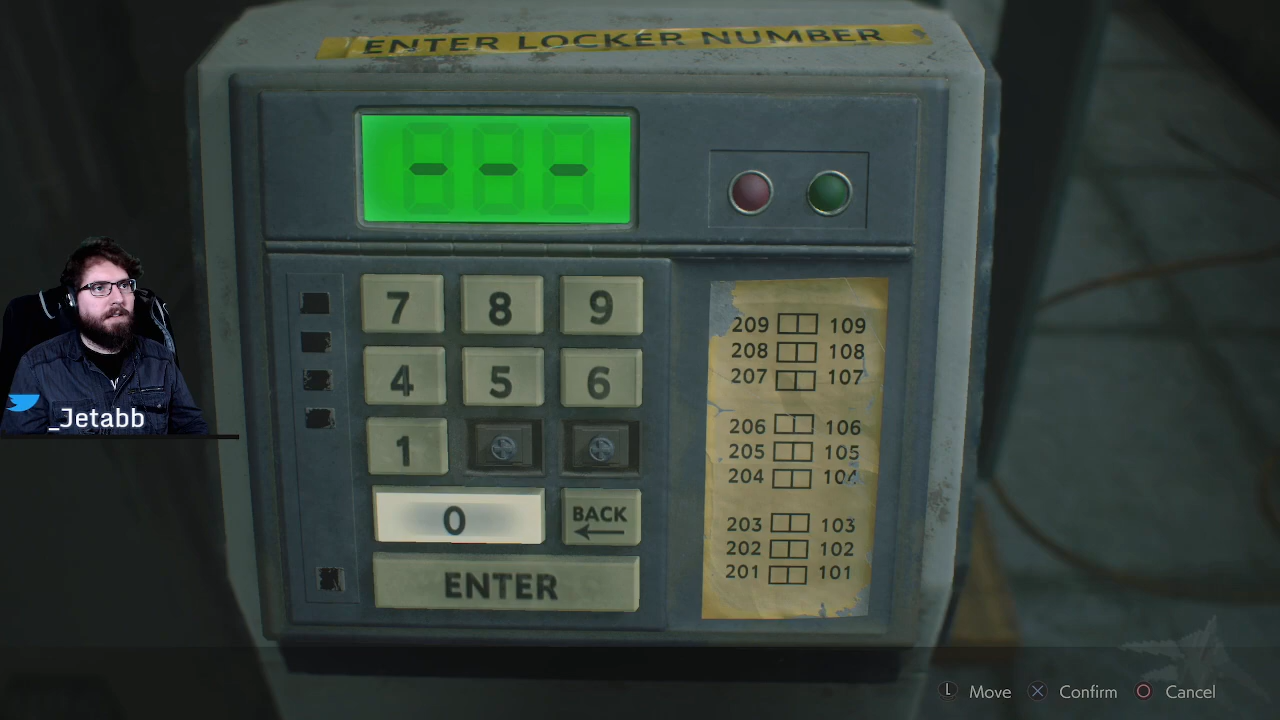 ENTER LOCKER NUMBER
- - -
7 8 9
4 5 6
1
0 BACK
ENTER
209 109
208 108
207 107
206 106
205 105
204 104
203 103
202 102
201 101
_Jetabb
L Move X Confirm O Cancel